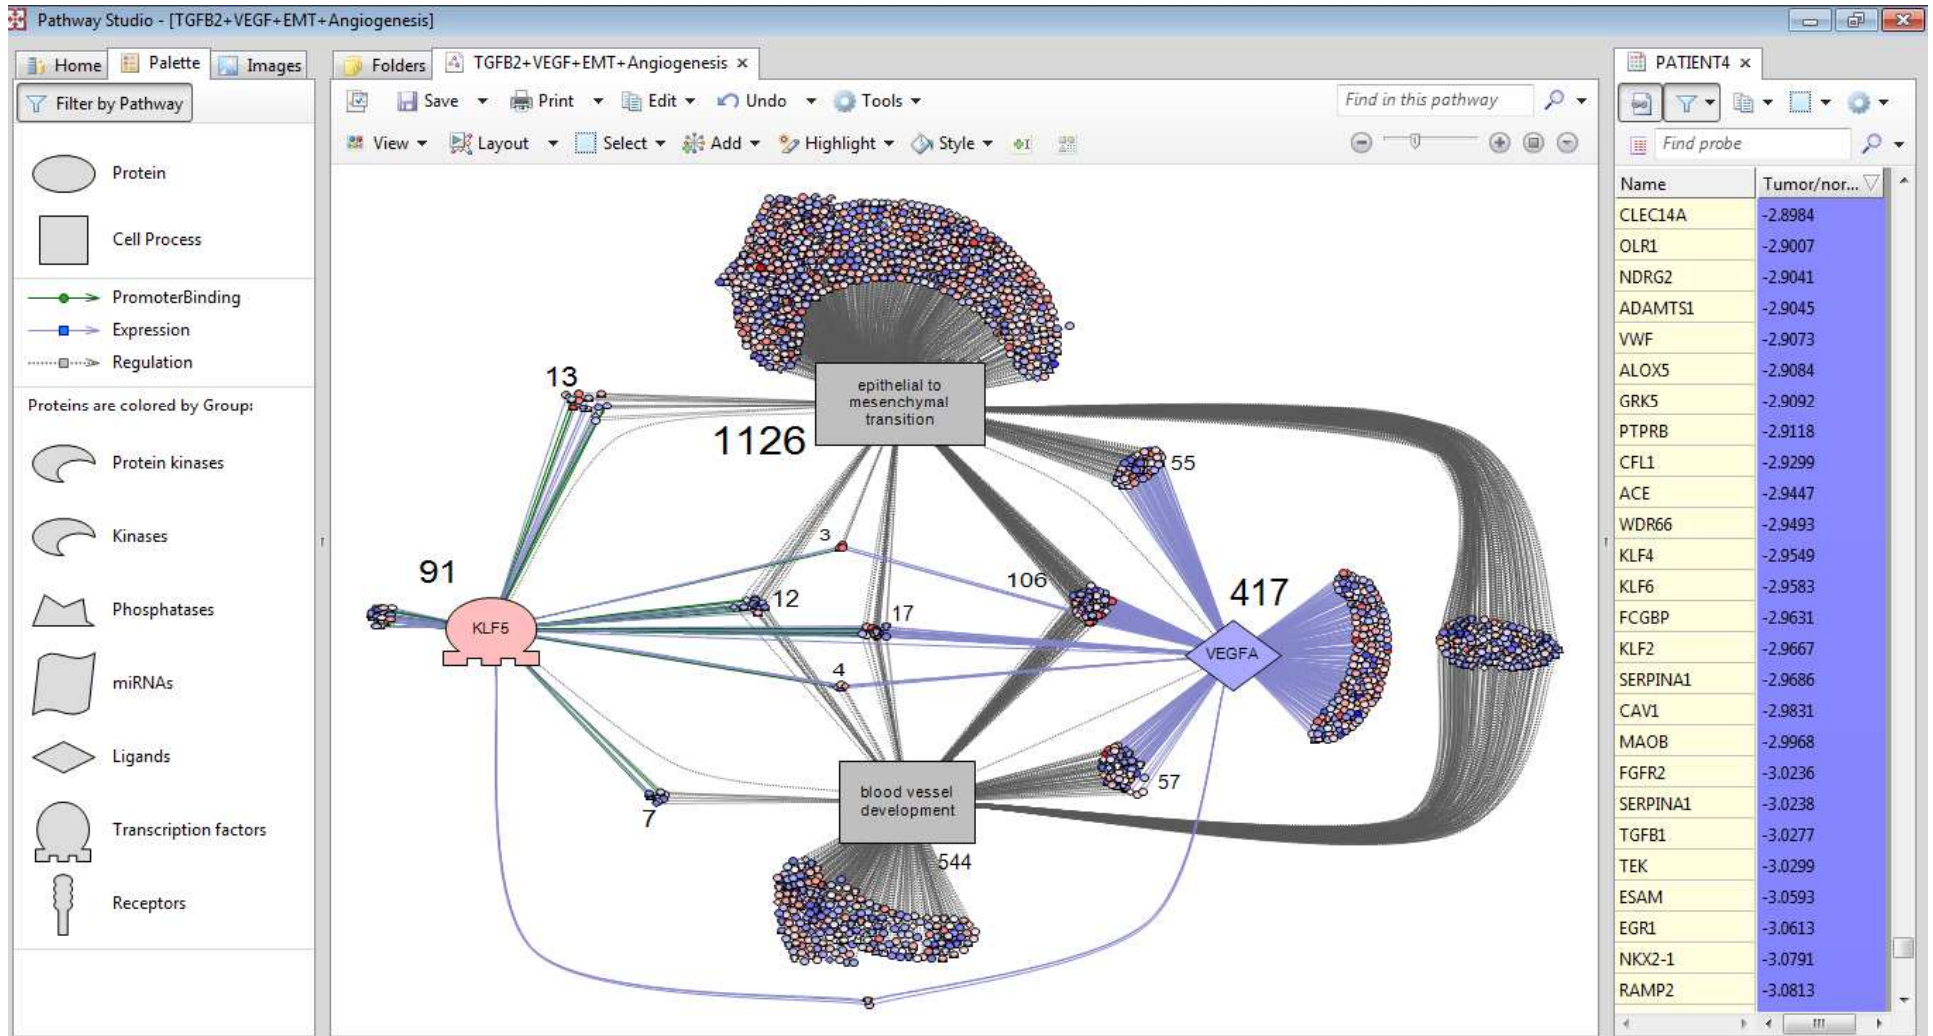 Pathway Studio - [TGFB2+VEGF+EMT+Angiogenesis]
Home Palette Images
Filter by Pathway
Protein
Cell Process
PromoterBinding
Expression
Regulation
Proteins are colored by Group:
Protein kinases
Kinases
Phosphatases
miRNAs
Ligands
Transcription factors
Receptors
Folders TGFB2+VEGF+EMT+Angiogenesis ×
Save Print Edit Undo Tools
Find in this pathway
View Layout Select Add Highlight Style
13
epithelial to
mesenchymal
transition
1126
55
3
91
106
417
12
17
KLF5
VEGFA
4
57
blood vessel
development
7
544
PATIENT4 ×
Find probe
Name Tumor/nor...
CLEC14A -2.8984
OLR1 -2.9007
NDRG2 -2.9041
ADAMTS1 -2.9045
VWF -2.9073
ALOX5 -2.9084
GRK5 -2.9092
PTPRB -2.9118
CFL1 -2.9299
ACE -2.9447
WDR66 -2.9493
KLF4 -2.9549
KLF6 -2.9583
FCGBP -2.9631
KLF2 -2.9667
SERPINA1 -2.9686
CAV1 -2.9831
MAOB -2.9968
FGFR2 -3.0236
SERPINA1 -3.0238
TGFB1 -3.0277
TEK -3.0299
ESAM -3.0593
EGR1 -3.0613
NKX2-1 -3.0791
RAMP2 -3.0813